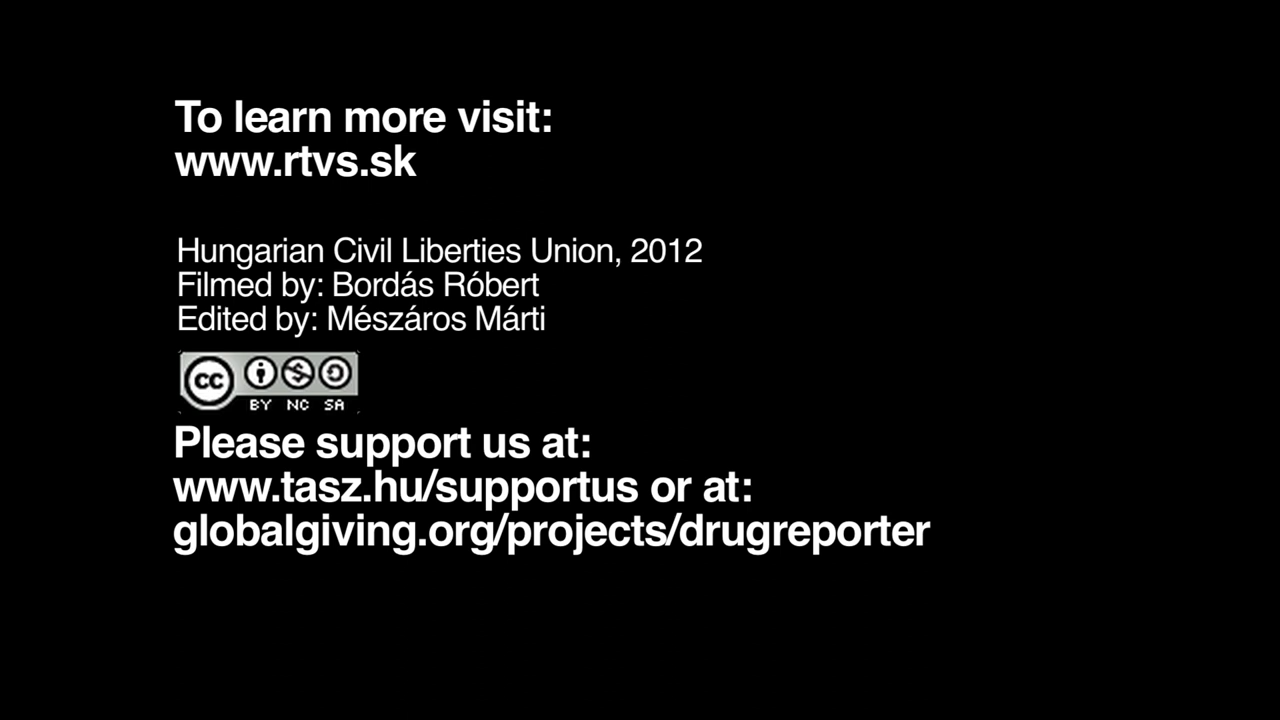 To learn more visit:
www.rtvs.sk
Hungarian Civil Liberties Union, 2012
Filmed by: Bordás Róbert
Edited by: Mészáros Márti
cc
BY NC SA
Please support us at:
www.tasz.hu/supportus or at:
globalgiving.org/projects/drugreporter